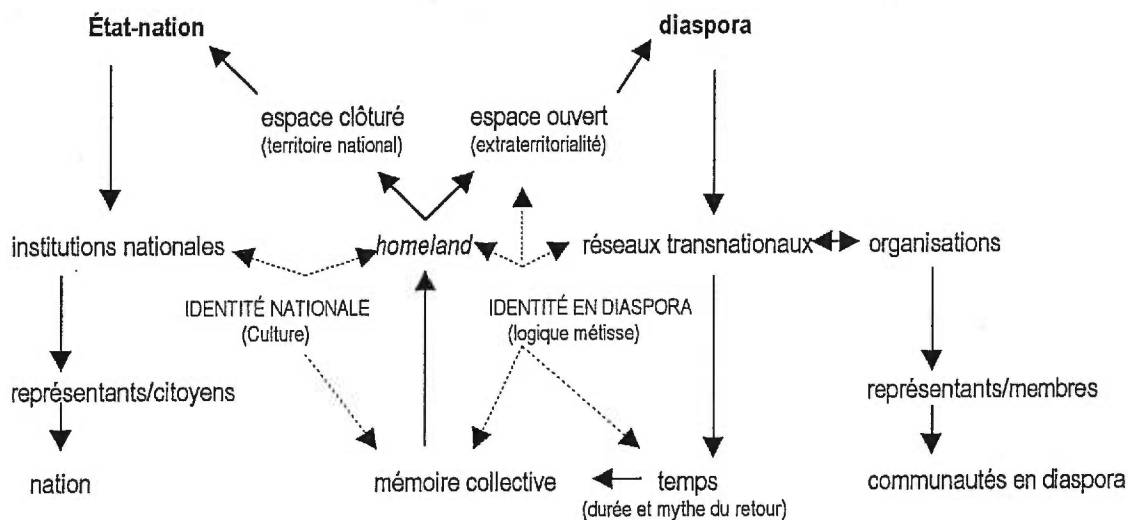 État-nation
diaspora
espace clôturé
(territoire national)
espace ouvert
(extraterritorialité)
institutions nationales
homeland
réseaux transnationaux
organisations
IDENTITÉ NATIONALE
(Culture)
IDENTITÉ EN DIASPORA
(logique métisse)
représentants/citoyens
représentants/membres
nation
mémoire collective
temps
(durée et mythe du retour)
communautés en diaspora